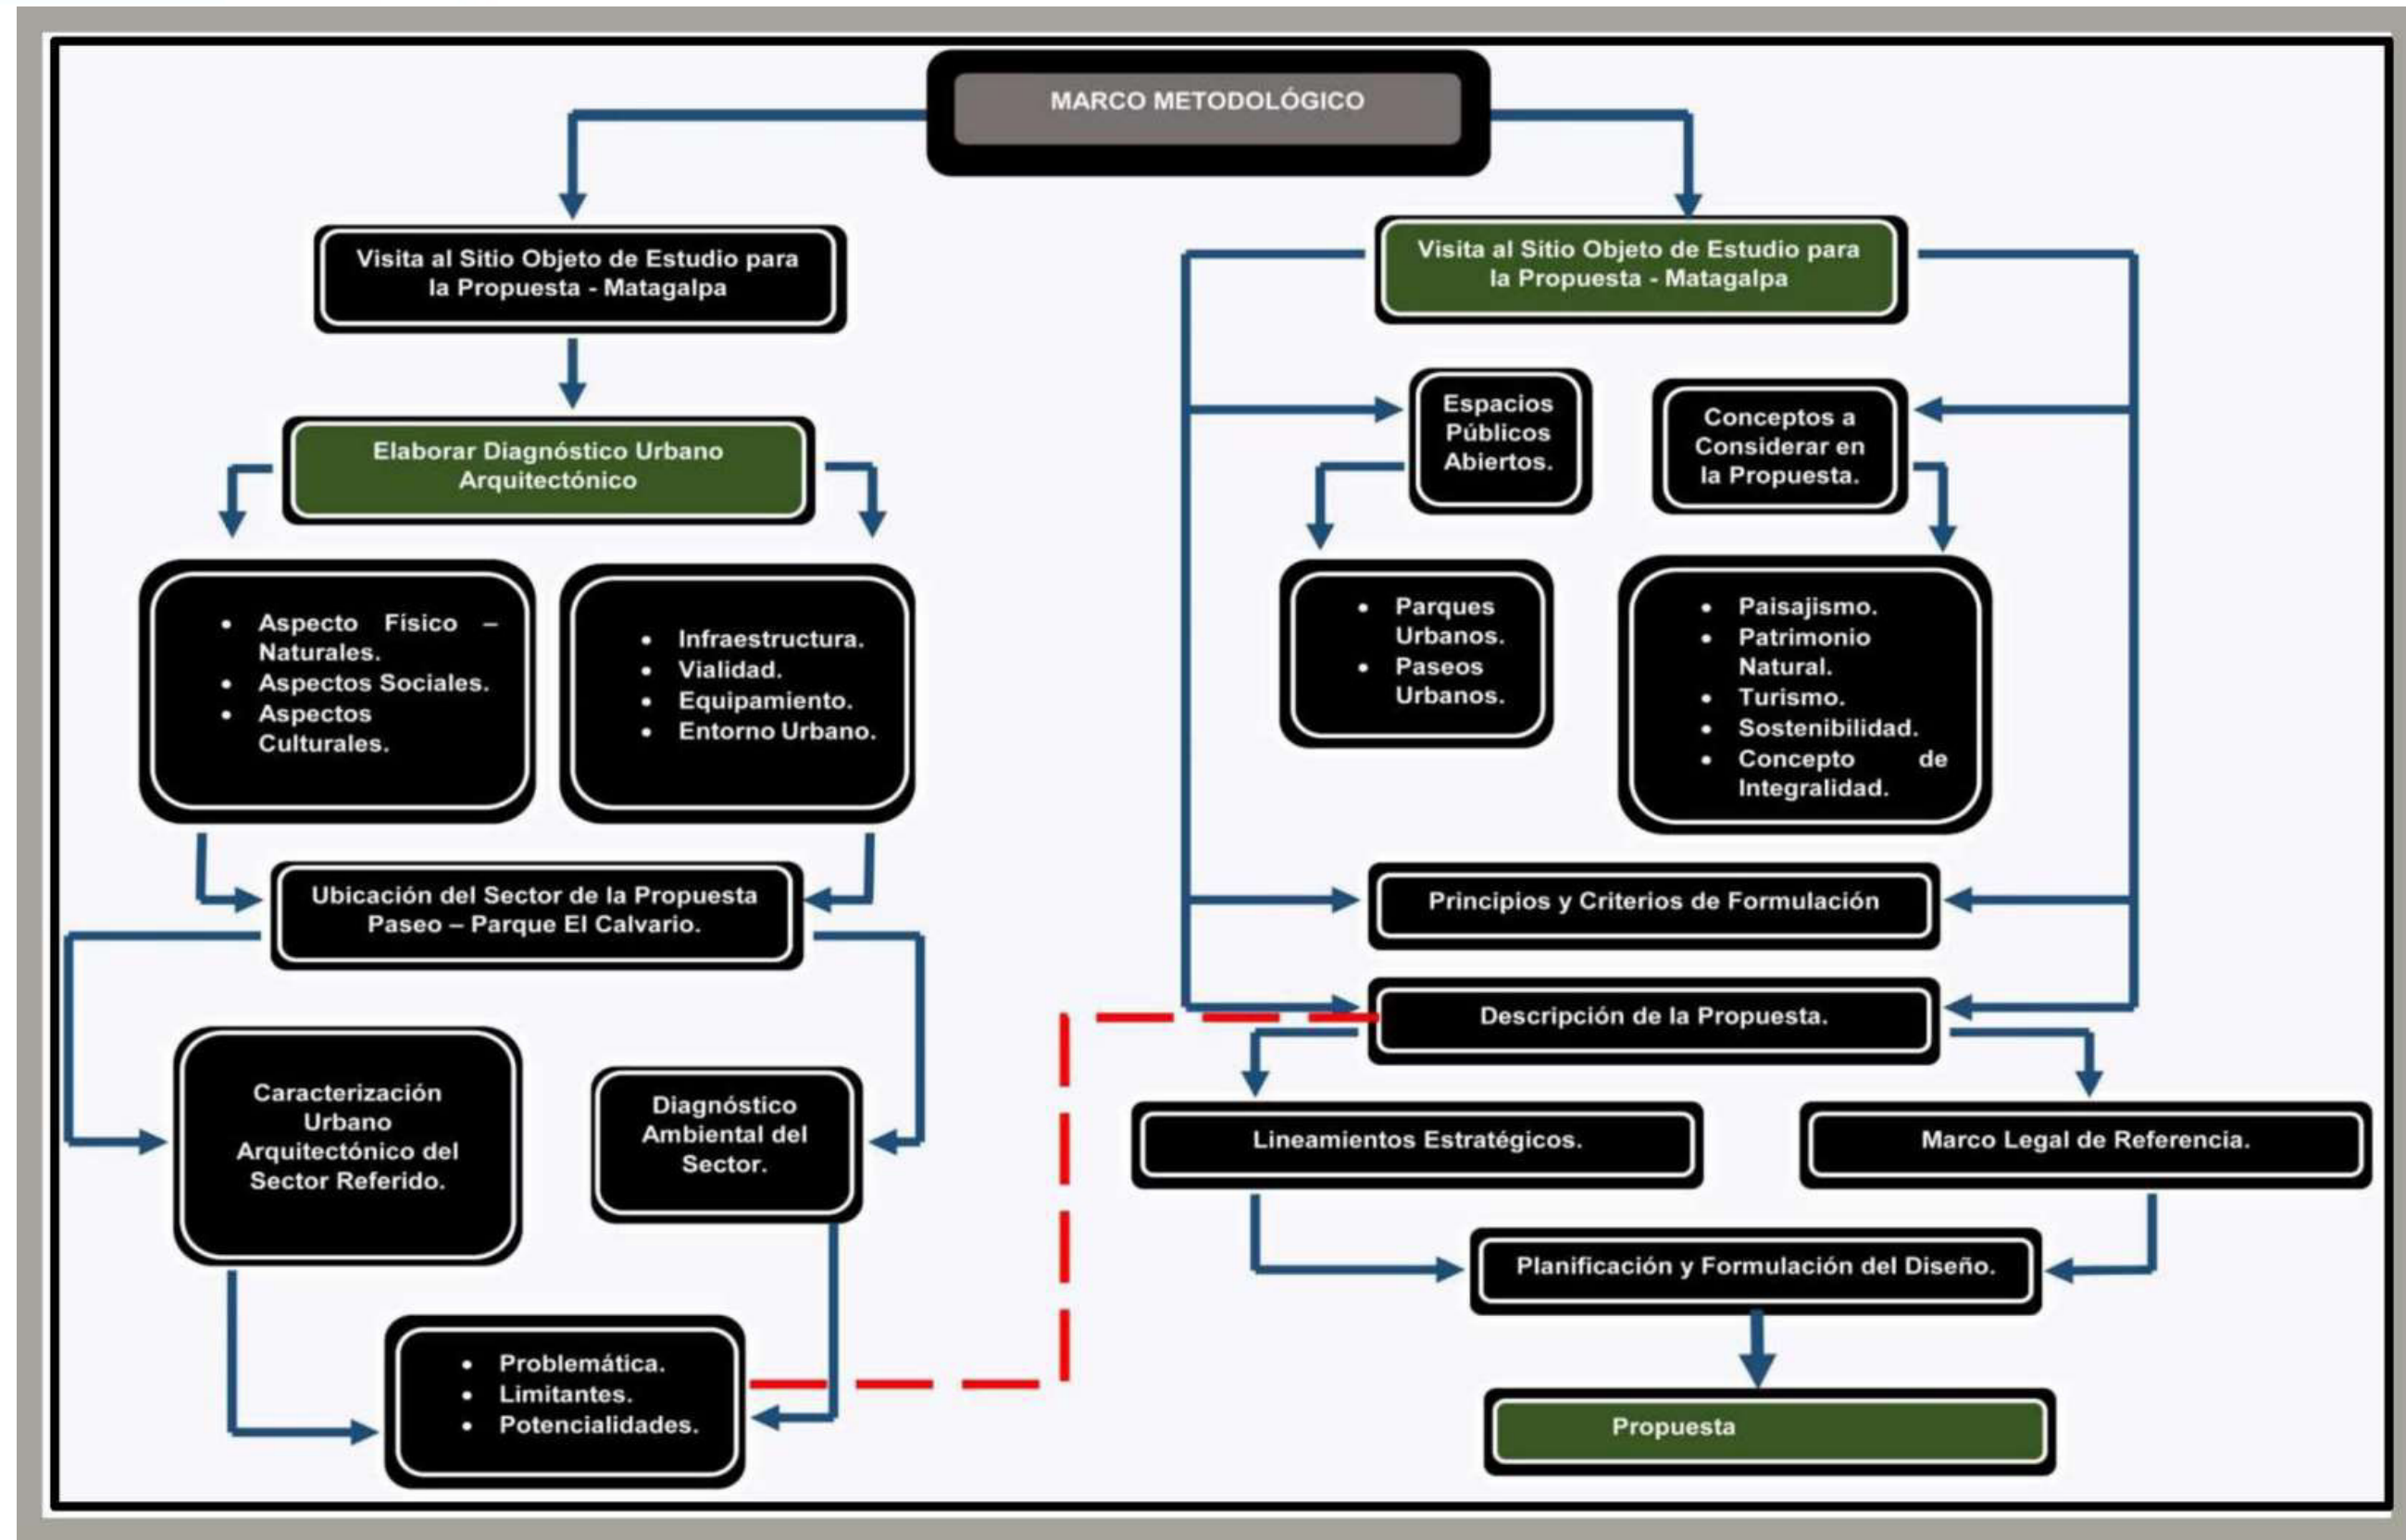 MARCO METODOLÓGICO
Visita al Sitio Objeto de Estudio para
la Propuesta - Matagalpa
Elaborar Diagnóstico Urbano
Arquitectónico
• Aspecto Físico –
Naturales.
• Aspectos Sociales.
• Aspectos
Culturales.
• Infraestructura.
• Vialidad.
• Equipamiento.
• Entorno Urbano.
Ubicación del Sector de la Propuesta
Paseo – Parque El Calvario.
Caracterización
Urbano
Arquitectónico del
Sector Referido.
Diagnóstico
Ambiental del
Sector.
• Problemática.
• Limitantes.
• Potencialidades.
Visita al Sitio Objeto de Estudio para
la Propuesta - Matagalpa
Espacios
Públicos
Abiertos.
Conceptos a
Considerar en
la Propuesta.
• Parques
Urbanos.
• Paseos
Urbanos.
• Paisajismo.
• Patrimonio
Natural.
• Turismo.
• Sostenibilidad.
• Concepto de
Integralidad.
Principios y Criterios de Formulación
Descripción de la Propuesta.
Lineamientos Estratégicos.
Marco Legal de Referencia.
Planificación y Formulación del Diseño.
Propuesta